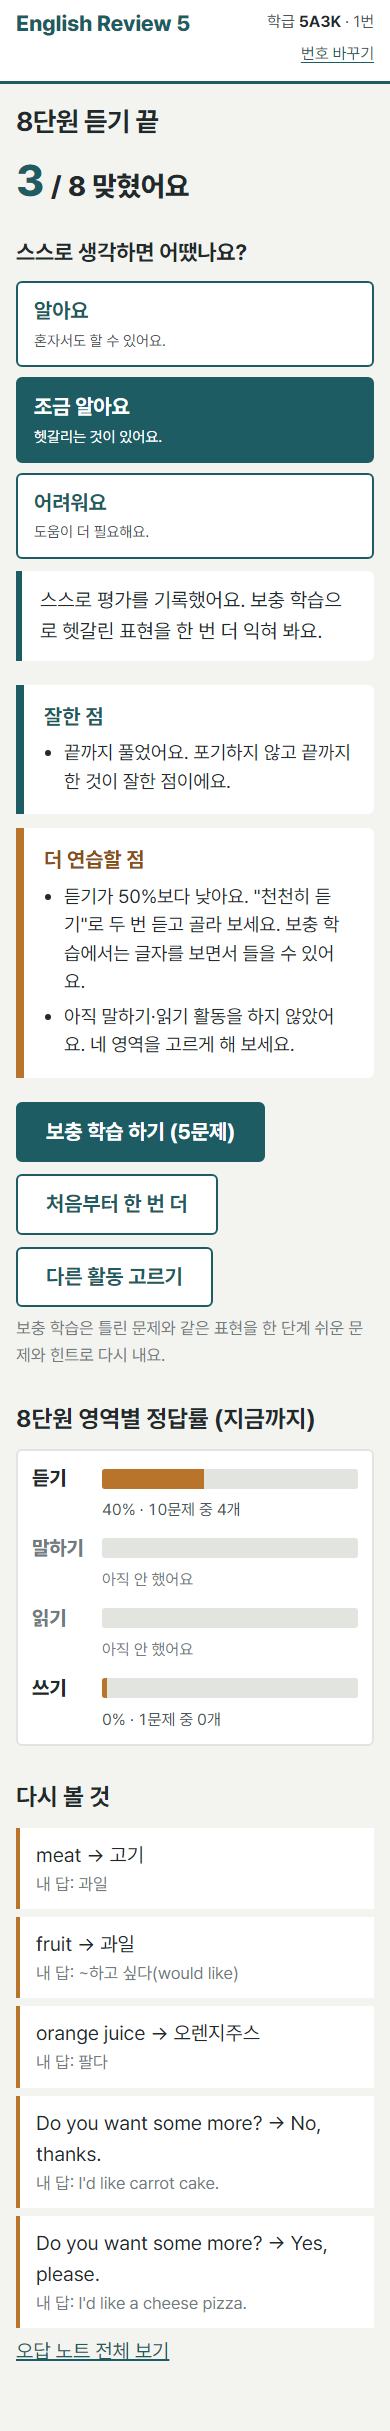 English Review 5
학급 5A3K · 1번
번호 바꾸기
8단원 듣기 끝
3 / 8 맞혔어요
스스로 생각하면 어땠나요?
알아요
혼자서도 할 수 있어요.
조금 알아요
헷갈리는 것이 있어요.
어려워요
도움이 더 필요해요.
스스로 평가를 기록했어요. 보충 학습으
로 헷갈린 표현을 한 번 더 익혀 봐요.
잘한 점
• 끝까지 풀었어요. 포기하지 않고 끝까지
한 것이 잘한 점이에요.
더 연습할 점
• 듣기가 50%보다 낮아요. "천천히 듣
기"로 두 번 듣고 골라 보세요. 보충 학
습에서는 글자를 보면서 들을 수 있어
요.
• 아직 말하기·읽기 활동을 하지 않았어
요. 네 영역을 고르게 해 보세요.
보충 학습 하기 (5문제)
처음부터 한 번 더
다른 활동 고르기
보충 학습은 틀린 문제와 같은 표현을 한 단계 쉬운 문
제와 힌트로 다시 내요.
8단원 영역별 정답률 (지금까지)
듣기
40% · 10문제 중 4개
말하기
아직 안 했어요
읽기
아직 안 했어요
쓰기
0% · 1문제 중 0개
다시 볼 것
meat → 고기
내 답: 과일
fruit → 과일
내 답: ~하고 싶다(would like)
orange juice → 오렌지주스
내 답: 팔다
Do you want some more? → No,
thanks.
내 답: I'd like carrot cake.
Do you want some more? → Yes,
please.
내 답: I'd like a cheese pizza.
오답 노트 전체 보기